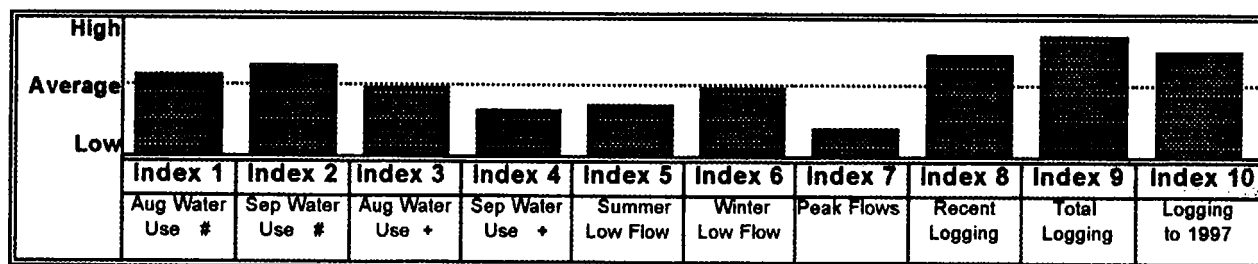 High
Average
Low
Index 1 Index 2 Index 3 Index 4 Index 5 Index 6 Index 7 Index 8 Index 9 Index 10
Aug Water Sep Water Aug Water Sep Water Summer Winter Peak Flows Recent Total Logging
Use # Use # Use + Use + Low Flow Low Flow Logging Logging to 1997